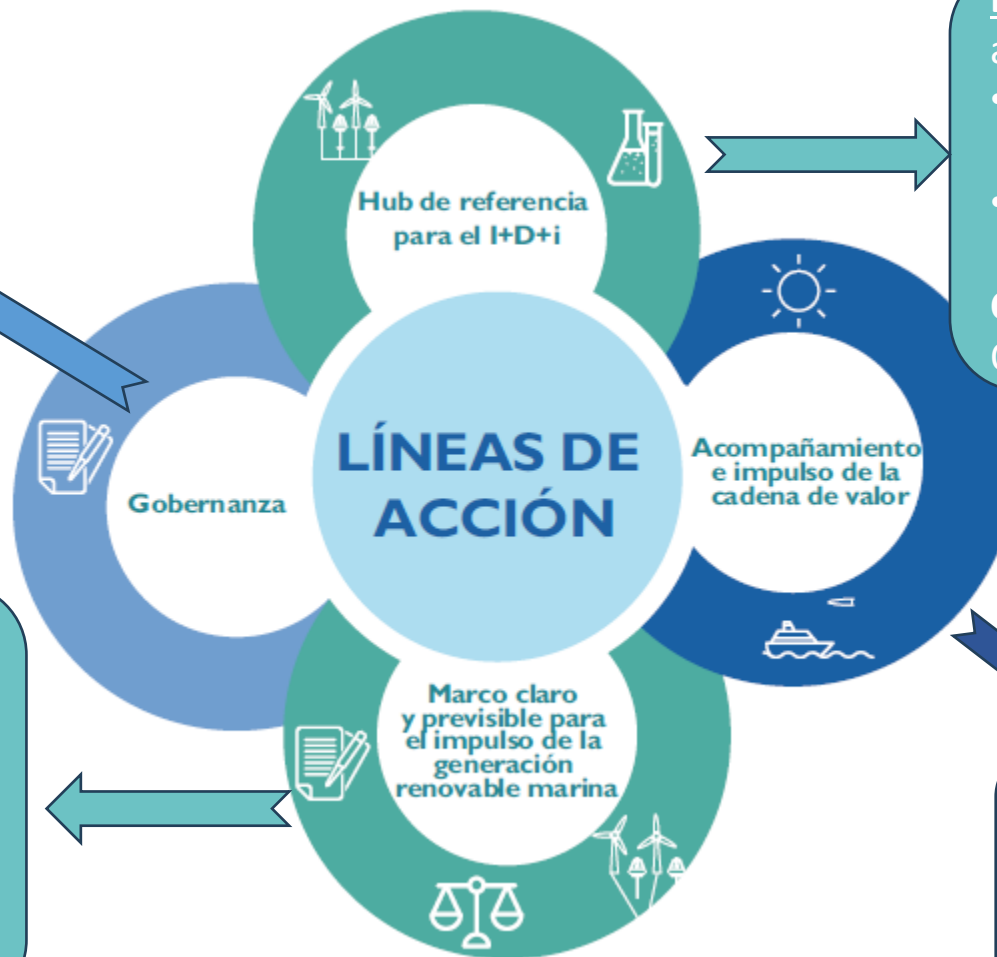 Hub de referencia
para el I+D+i
LÍNEAS DE
ACCIÓN
Acompañamiento
e impulso de la
cadena de valor
Gobernanza
Marco claro
y previsible para
el impulso de la
generación
renovable marina